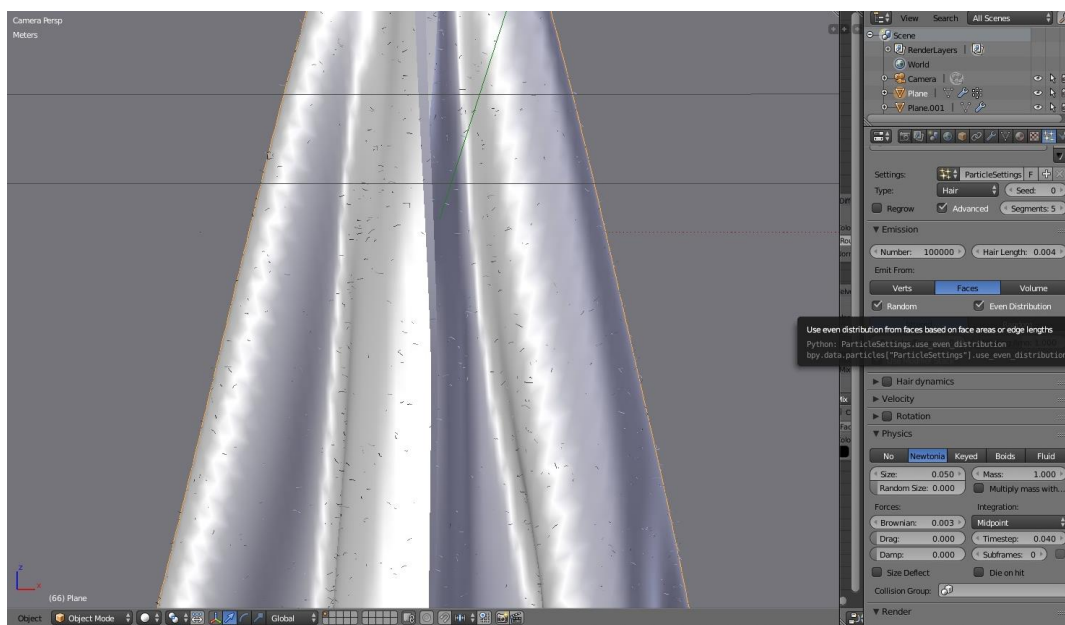 Camera Persp
Meters
(66) Plane
Object
Object Mode
Global
View Search All Scenes
Scene
RenderLayers
World
Camera
Plane
Plane.001
Settings: ParticleSettings F
Type: Hair Seed: 0
Regrow Advanced Segments: 5
Emission
Number: 100000 Hair Length: 0.004
Emit From:
Verts Faces Volume
Random Even Distribution
Use even distribution from faces based on face areas or edge lengths
Python: ParticleSettings.use_even_distribution
bpy.data.particles["ParticleSettings"].use_even_distribution
Hair dynamics
Velocity
Rotation
Physics
No Newtonia Keyed Boids Fluid
Size: 0.050 Mass: 1.000
Random Size: 0.000 Multiply mass with...
Forces: Integration:
Brownian: 0.003 Midpoint
Drag: 0.000 Timestep: 0.040
Damp: 0.000 Subframes: 0
Size Deflect Die on hit
Collision Group:
Render